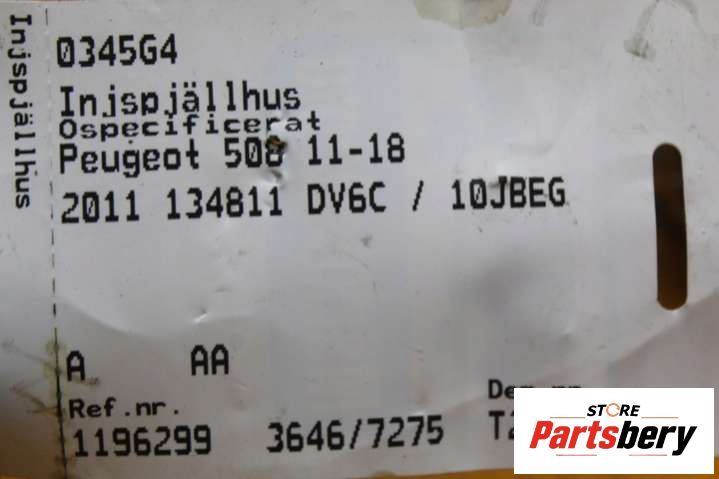 Injspjällhus
0345G4
Injspjällhus
Ospecificerat
Peugeot 508 11-18
2011 134811 DV6C / 10JBEG
A AA
Ref.nr.
1196299 3646/7275
STORE
Partsbery